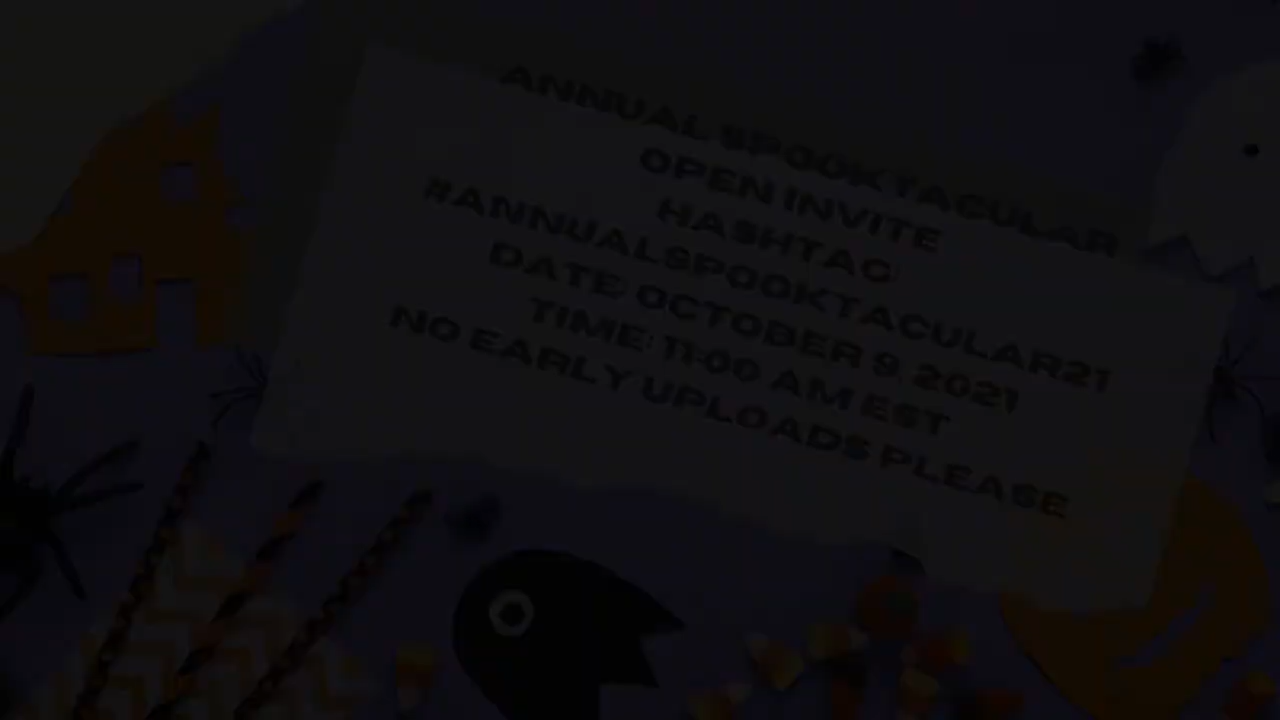 ANNUAL SPOOKTACULAR
OPEN INVITE
HASHTAG
#ANNUALSPOOKTACULAR21
DATE: OCTOBER 9, 2021
TIME: 11:00 AM EST
NO EARLY UPLOADS PLEASE